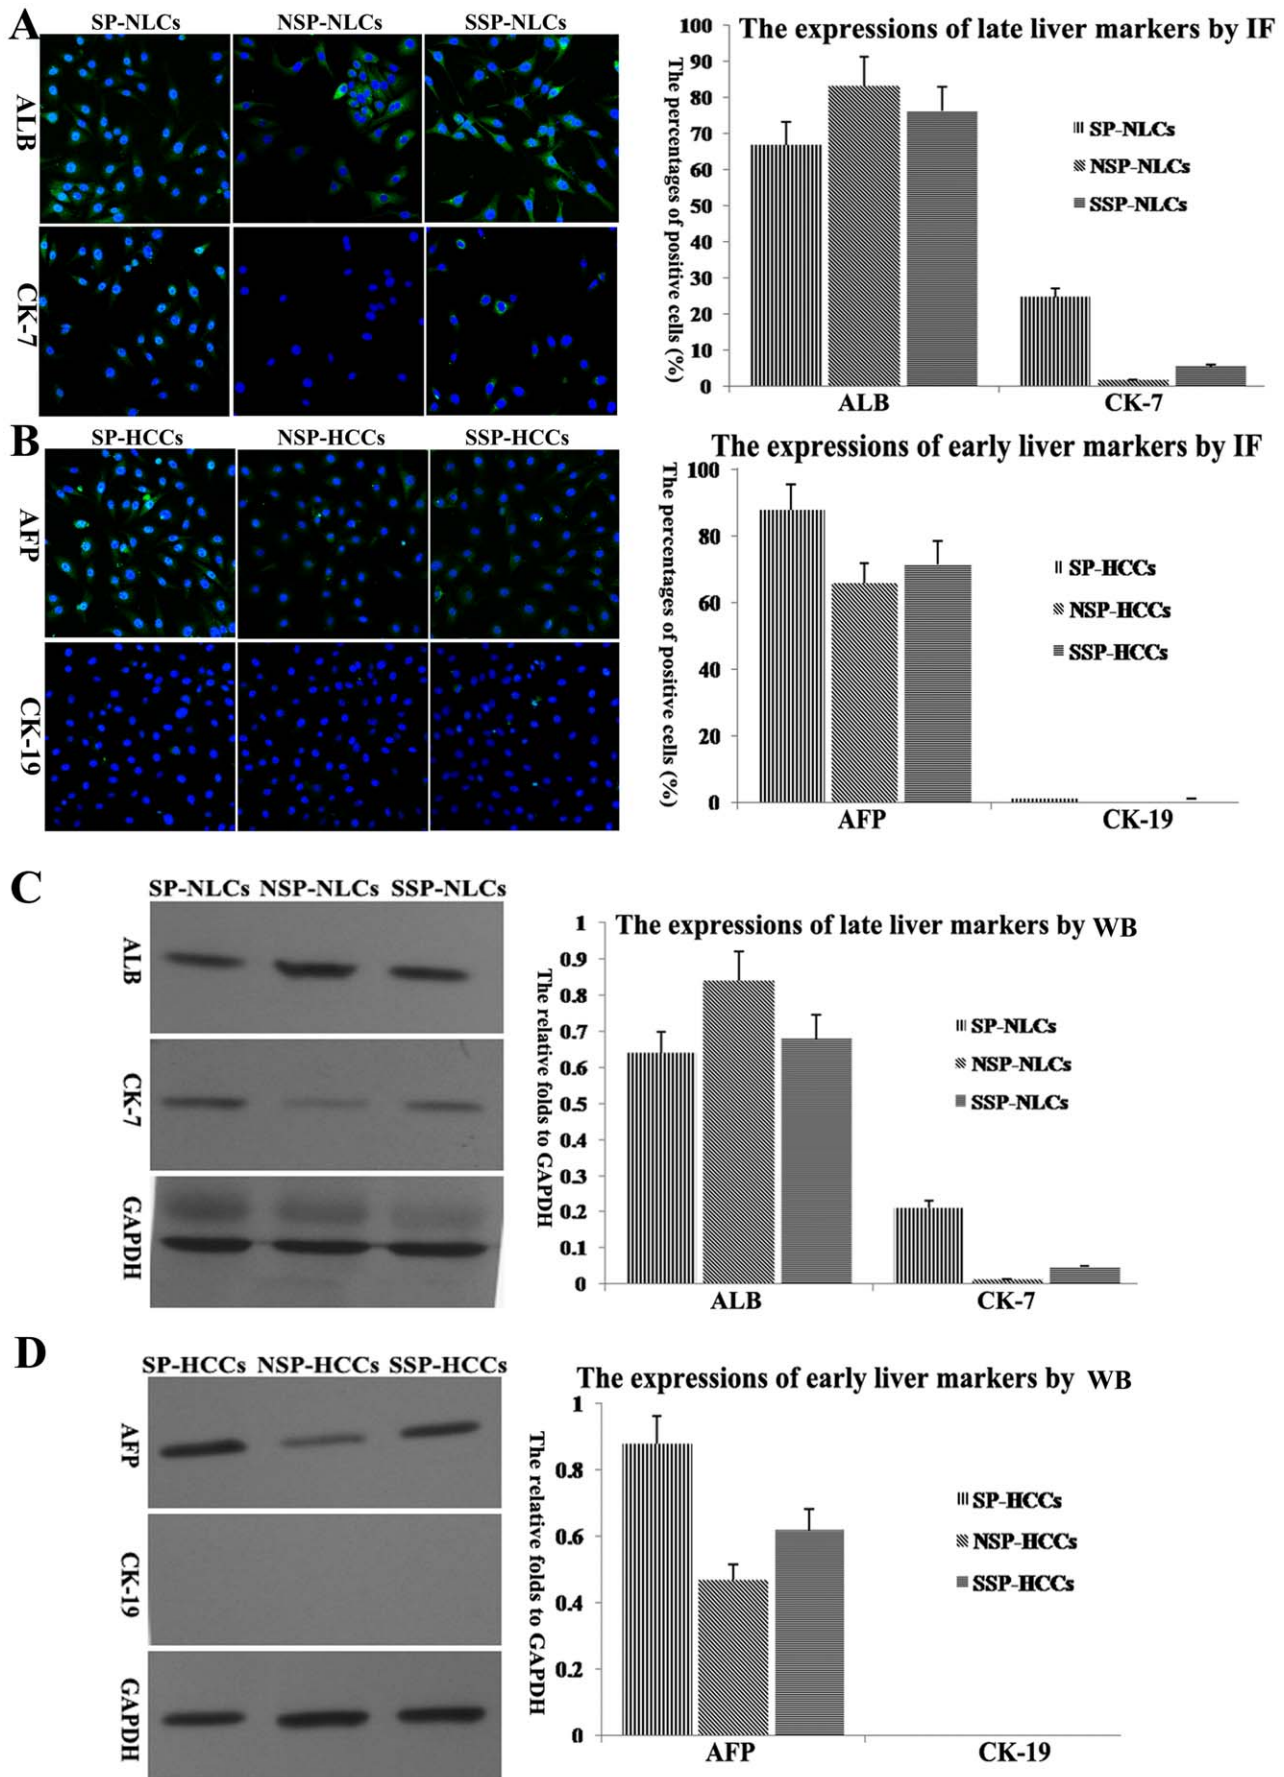 A
SP-NLCs NSP-NLCs SSP-NLCs
ALB
CK-7
The expressions of late liver markers by IF
The percentages of positive cells (%)
100
90
80
70
60
50
40
30
20
10
0
SP-NLCs
NSP-NLCs
SSP-NLCs
ALB CK-7
B
SP-HCCs NSP-HCCs SSP-HCCs
AFP
CK-19
The expressions of early liver markers by IF
The percentages of positive cells (%)
100
80
60
40
20
0
SP-HCCs
NSP-HCCs
SSP-HCCs
AFP CK-19
C
SP-NLCs NSP-NLCs SSP-NLCs
ALB
CK-7
GAPDH
The expressions of late liver markers by WB
The relative folds to GAPDH
1
0.9
0.8
0.7
0.6
0.5
0.4
0.3
0.2
0.1
0
SP-NLCs
NSP-NLCs
SSP-NLCs
ALB CK-7
D
SP-HCCs NSP-HCCs SSP-HCCs
AFP
CK-19
GAPDH
The expressions of early liver markers by WB
The relative folds to GAPDH
1
0.8
0.6
0.4
0.2
0
SP-HCCs
NSP-HCCs
SSP-HCCs
AFP CK-19